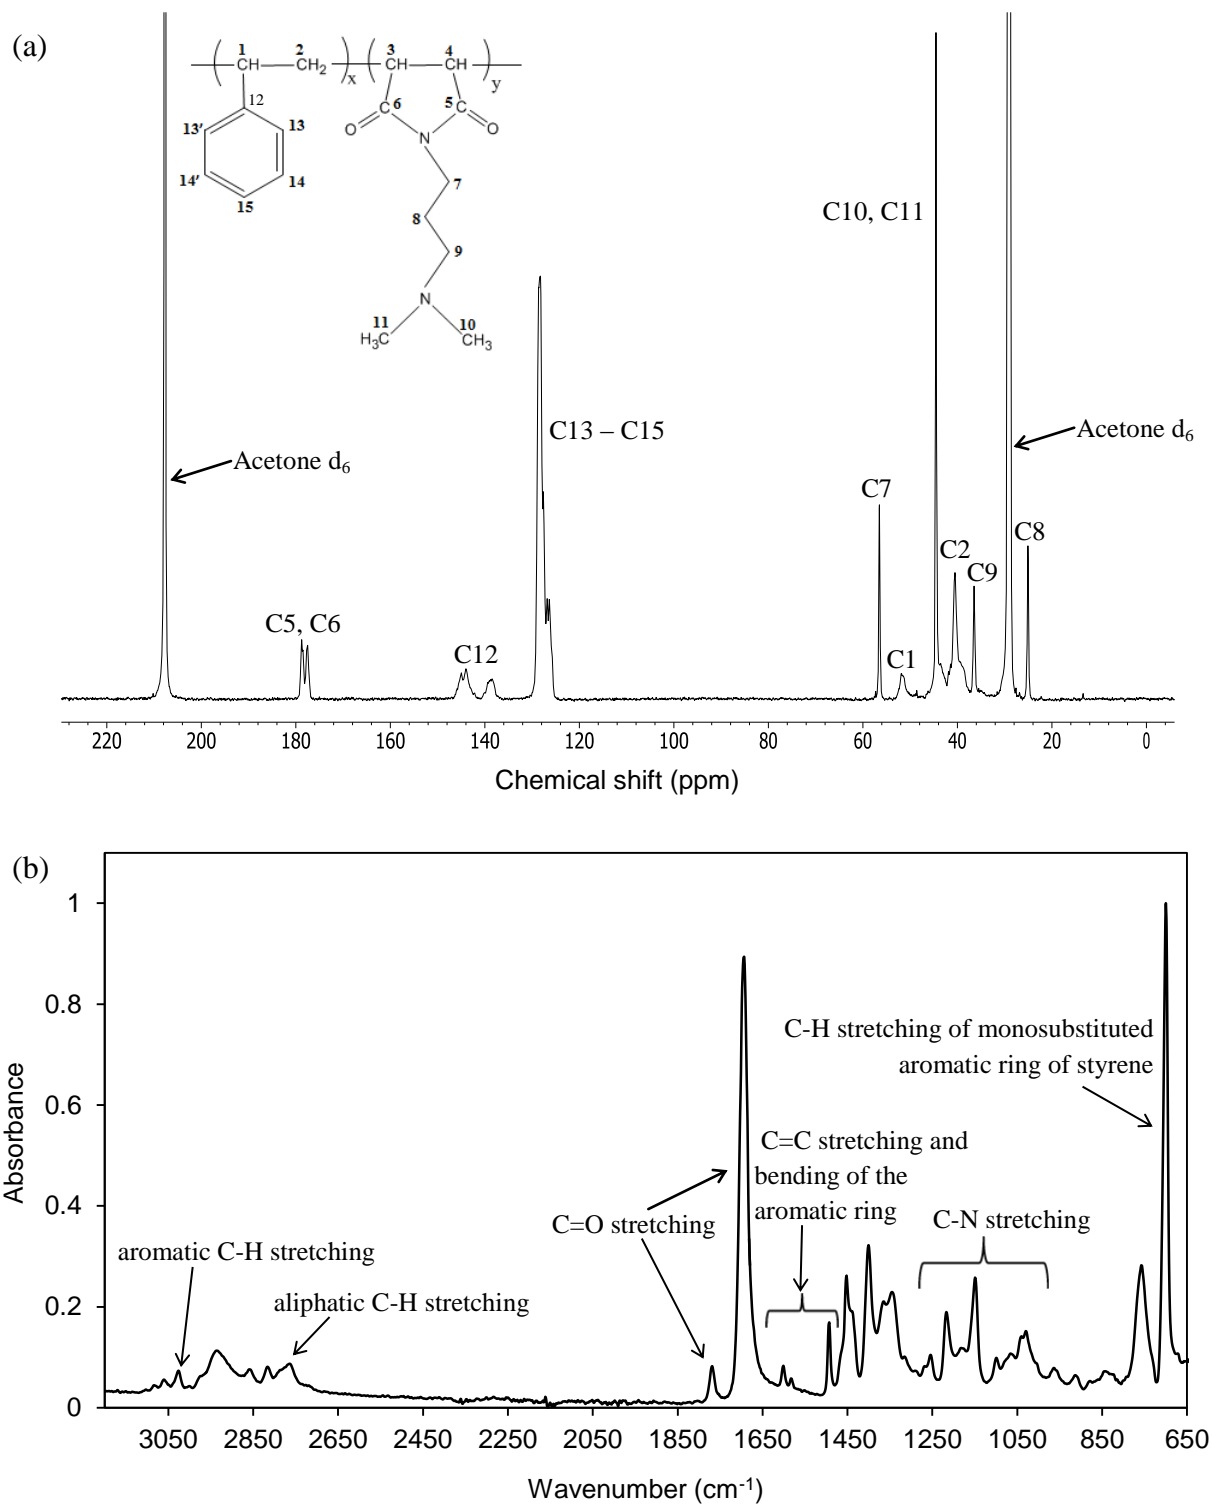 (a)
1 2 3 4
CH CH₂ CH CH
x y
12 6 C C 5
13' 13 O N O
14' 14 7
15 8
9
N
11 10
H₃C CH₃
C10, C11
C13 – C15
Acetone d₆
Acetone d₆
C7
C8
C2
C9
C5, C6
C12
C1
220 200 180 160 140 120 100 80 60 40 20 0
Chemical shift (ppm)
(b)
1
0.8
0.6
0.4
0.2
0
Absorbance
C-H stretching of monosubstituted
aromatic ring of styrene
C=C stretching and
bending of the
aromatic ring
C=O stretching
C-N stretching
aromatic C-H stretching
aliphatic C-H stretching
3050 2850 2650 2450 2250 2050 1850 1650 1450 1250 1050 850 650
Wavenumber (cm⁻¹)